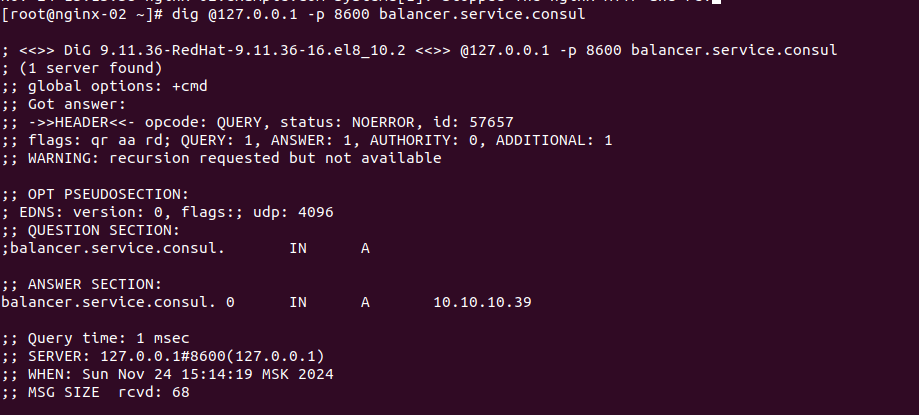 [root@nginx-02 ~]# dig @127.0.0.1 -p 8600 balancer.service.consul

; <<>> DiG 9.11.36-RedHat-9.11.36-16.el8_10.2 <<>> @127.0.0.1 -p 8600 balancer.service.consul
; (1 server found)
;; global options: +cmd
;; Got answer:
;; ->>HEADER<<- opcode: QUERY, status: NOERROR, id: 57657
;; flags: qr aa rd; QUERY: 1, ANSWER: 1, AUTHORITY: 0, ADDITIONAL: 1
;; WARNING: recursion requested but not available

;; OPT PSEUDOSECTION:
; EDNS: version: 0, flags:; udp: 4096
;; QUESTION SECTION:
;balancer.service.consul.       IN      A

;; ANSWER SECTION:
balancer.service.consul. 0      IN      A       10.10.10.39

;; Query time: 1 msec
;; SERVER: 127.0.0.1#8600(127.0.0.1)
;; WHEN: Sun Nov 24 15:14:19 MSK 2024
;; MSG SIZE  rcvd: 68